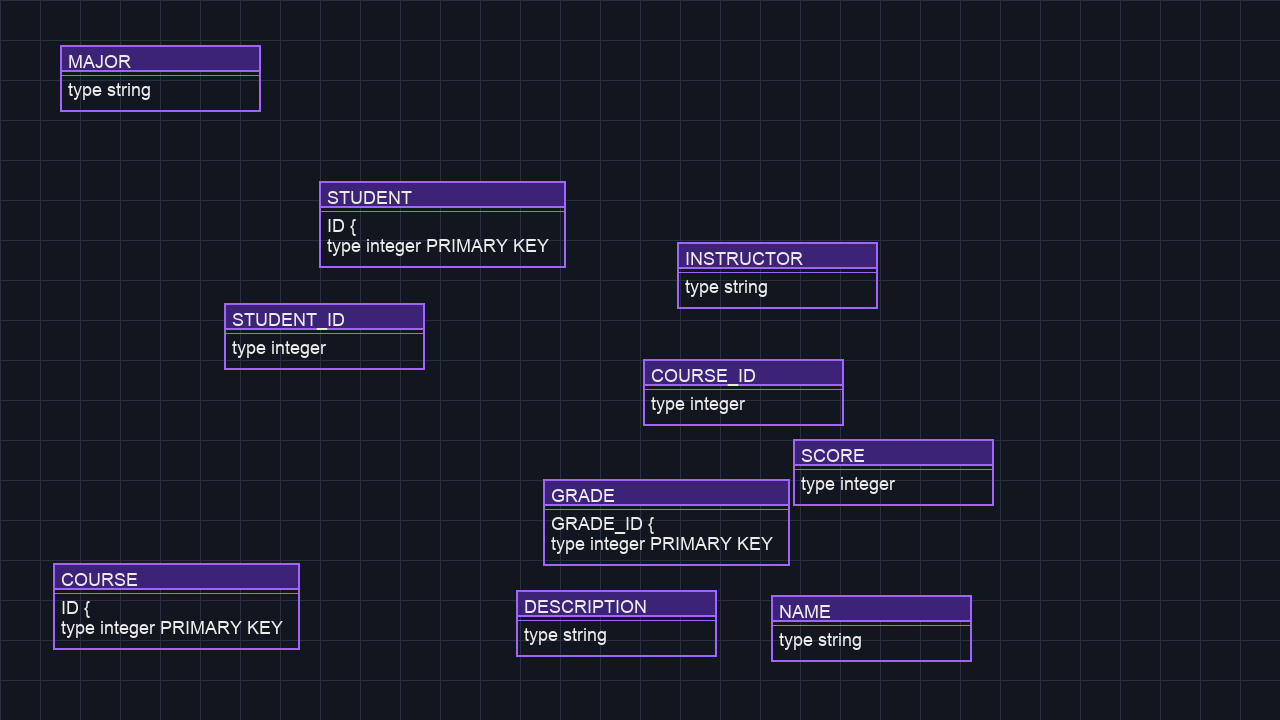 MAJOR
type string
STUDENT
ID {
type integer PRIMARY KEY
INSTRUCTOR
type string
STUDENT_ID
type integer
COURSE_ID
type integer
SCORE
type integer
GRADE
GRADE_ID {
type integer PRIMARY KEY
COURSE
ID {
type integer PRIMARY KEY
DESCRIPTION
type string
NAME
type string